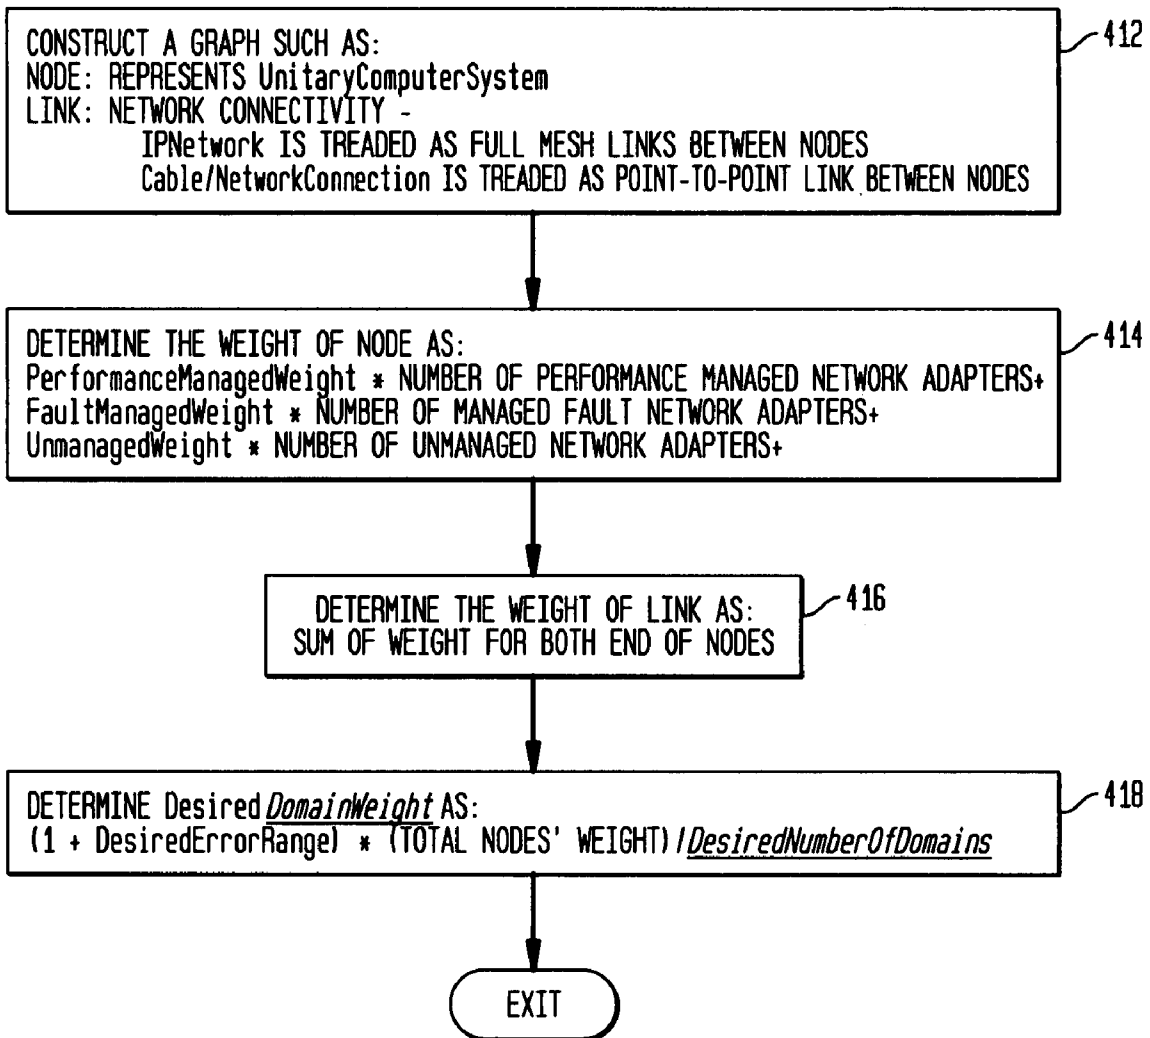 CONSTRUCT A GRAPH SUCH AS:
NODE: REPRESENTS UnitaryComputerSystem
LINK: NETWORK CONNECTIVITY -
IPNetwork IS TREADED AS FULL MESH LINKS BETWEEN NODES
Cable/NetworkConnection IS TREADED AS POINT-TO-POINT LINK BETWEEN NODES
412
DETERMINE THE WEIGHT OF NODE AS:
PerformanceManagedWeight * NUMBER OF PERFORMANCE MANAGED NETWORK ADAPTERS+
FaultManagedWeight * NUMBER OF MANAGED FAULT NETWORK ADAPTERS+
UnmanagedWeight * NUMBER OF UNMANAGED NETWORK ADAPTERS+
414
DETERMINE THE WEIGHT OF LINK AS:
SUM OF WEIGHT FOR BOTH END OF NODES
416
DETERMINE Desired DomainWeight AS:
(1 + DesiredErrorRange) * (TOTAL NODES' WEIGHT) / DesiredNumberOfDomains
418
EXIT